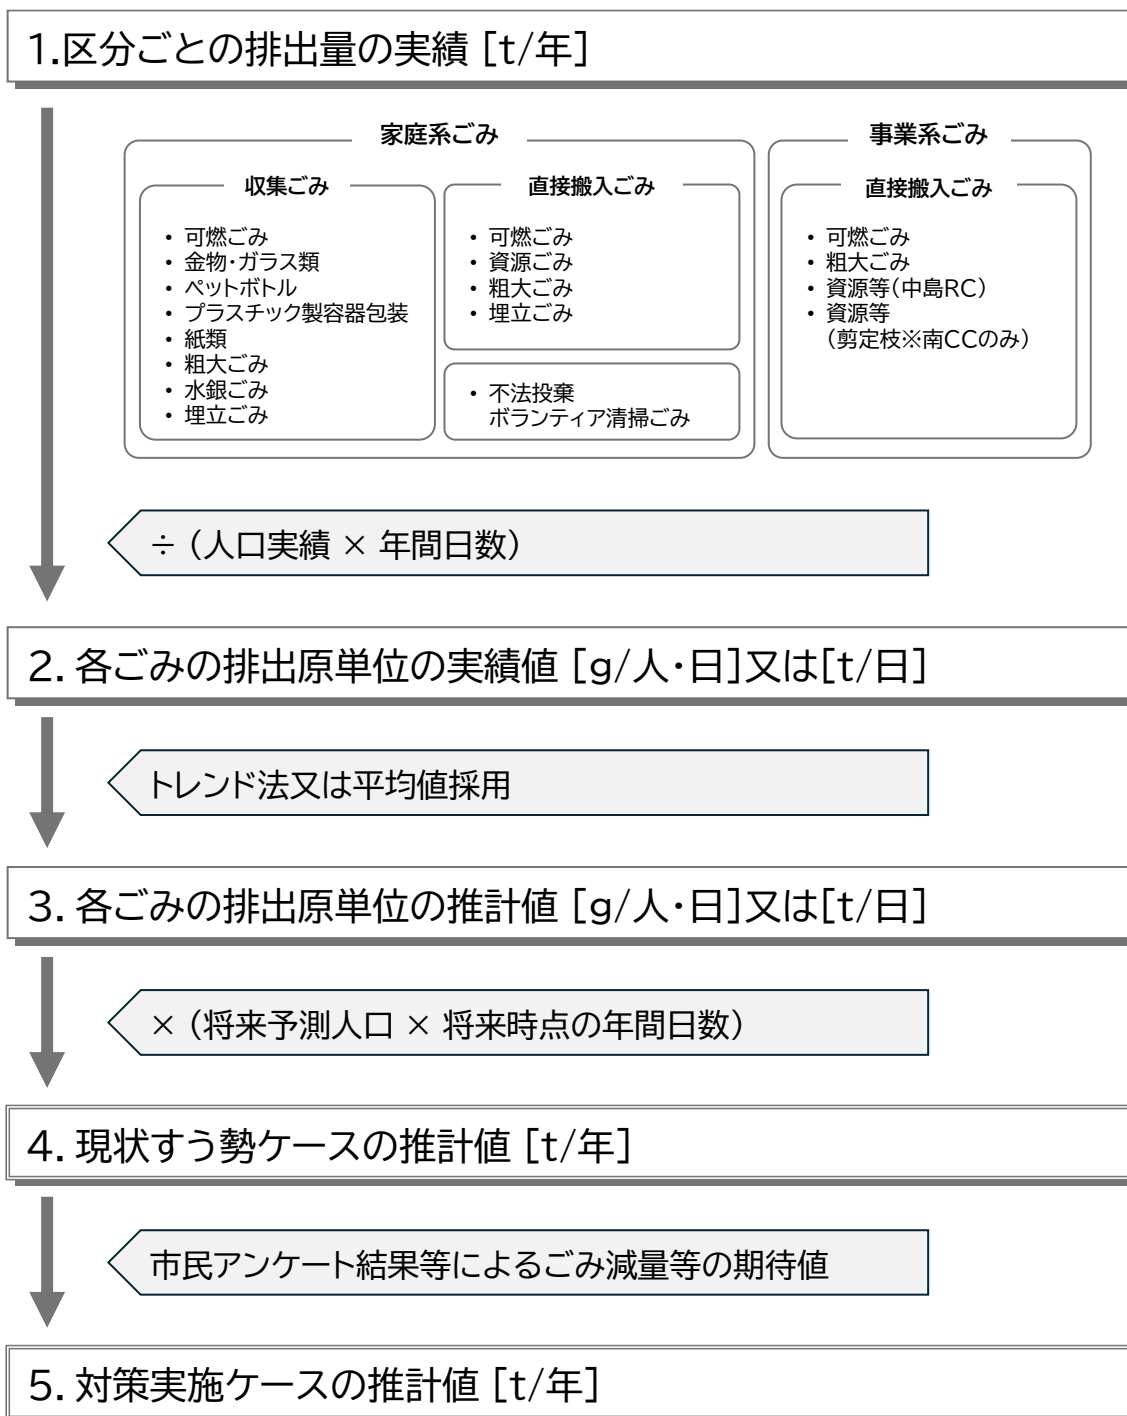 1.区分ごとの排出量の実績 [t/年]
家庭系ごみ
収集ごみ
・ 可燃ごみ
・ 金物・ガラス類
・ ペットボトル
・ プラスチック製容器包装
・ 紙類
・ 粗大ごみ
・ 水銀ごみ
・ 埋立ごみ
直接搬入ごみ
・ 可燃ごみ
・ 資源ごみ
・ 粗大ごみ
・ 埋立ごみ
・ 不法投棄
ボランティア清掃ごみ
事業系ごみ
直接搬入ごみ
・ 可燃ごみ
・ 粗大ごみ
・ 資源等(中島RC)
・ 資源等
(剪定枝※南CCのみ)
÷ (人口実績 × 年間日数)
2. 各ごみの排出原単位の実績値 [g/人・日]又は[t/日]
トレンド法又は平均値採用
3. 各ごみの排出原単位の推計値 [g/人・日]又は[t/日]
× (将来予測人口 × 将来時点の年間日数)
4. 現状すう勢ケースの推計値 [t/年]
市民アンケート結果等によるごみ減量等の期待値
5. 対策実施ケースの推計値 [t/年]